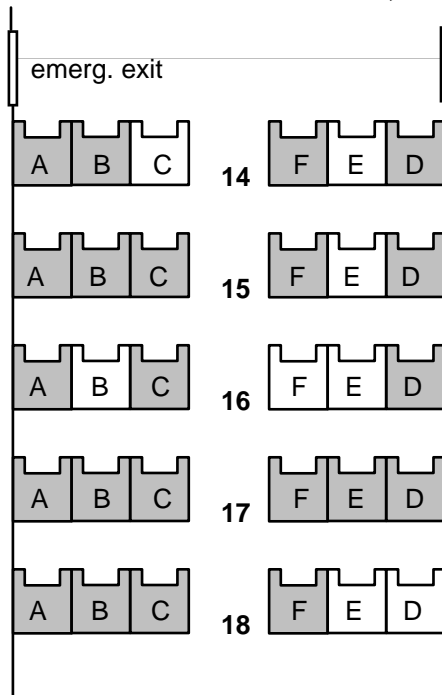 emerg. exit
A B C 14 F E D
A B C 15 F E D
A B C 16 F E D
A B C 17 F E D
A B C 18 F E D